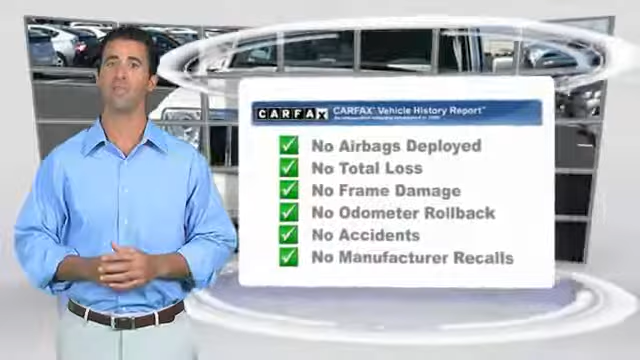 CARFAX CARFAX Vehicle History Report™
No Airbags Deployed
No Total Loss
No Frame Damage
No Odometer Rollback
No Accidents
No Manufacturer Recalls